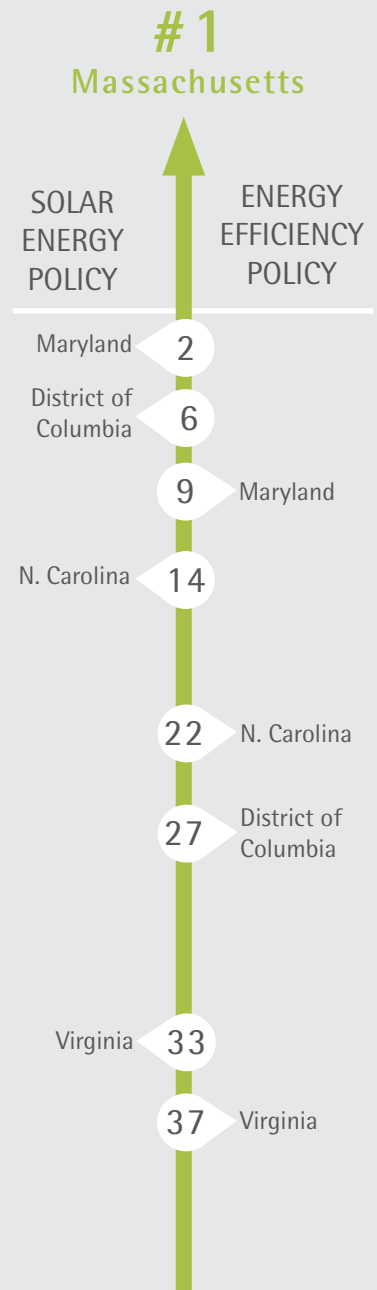 #1
Massachusetts
SOLAR
ENERGY
POLICY
ENERGY
EFFICIENCY
POLICY
Maryland 2
District of
Columbia 6
9 Maryland
N. Carolina 14
22 N. Carolina
27 District of
Columbia
Virginia 33
37 Virginia